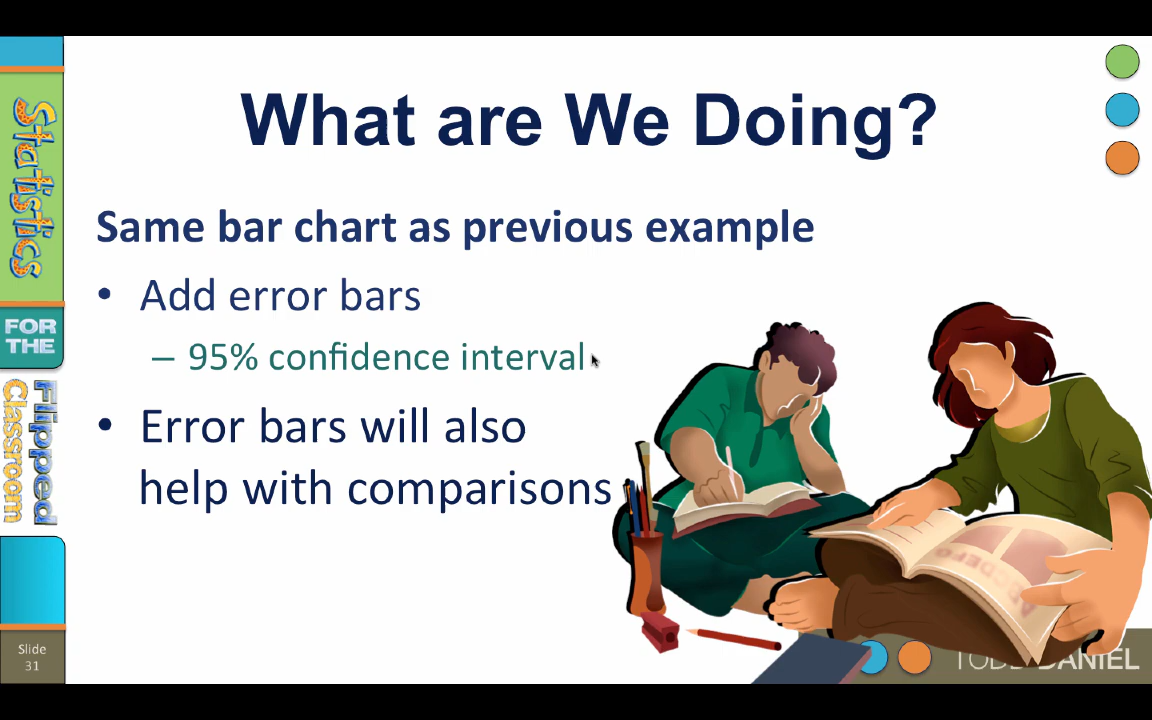 What are We Doing?
Same bar chart as previous example
• Add error bars
– 95% confidence interval
• Error bars will also
help with comparisons
Statistics
FOR
THE
Flipped
Classroom
Slide
31
DANIEL
ABCDEFG